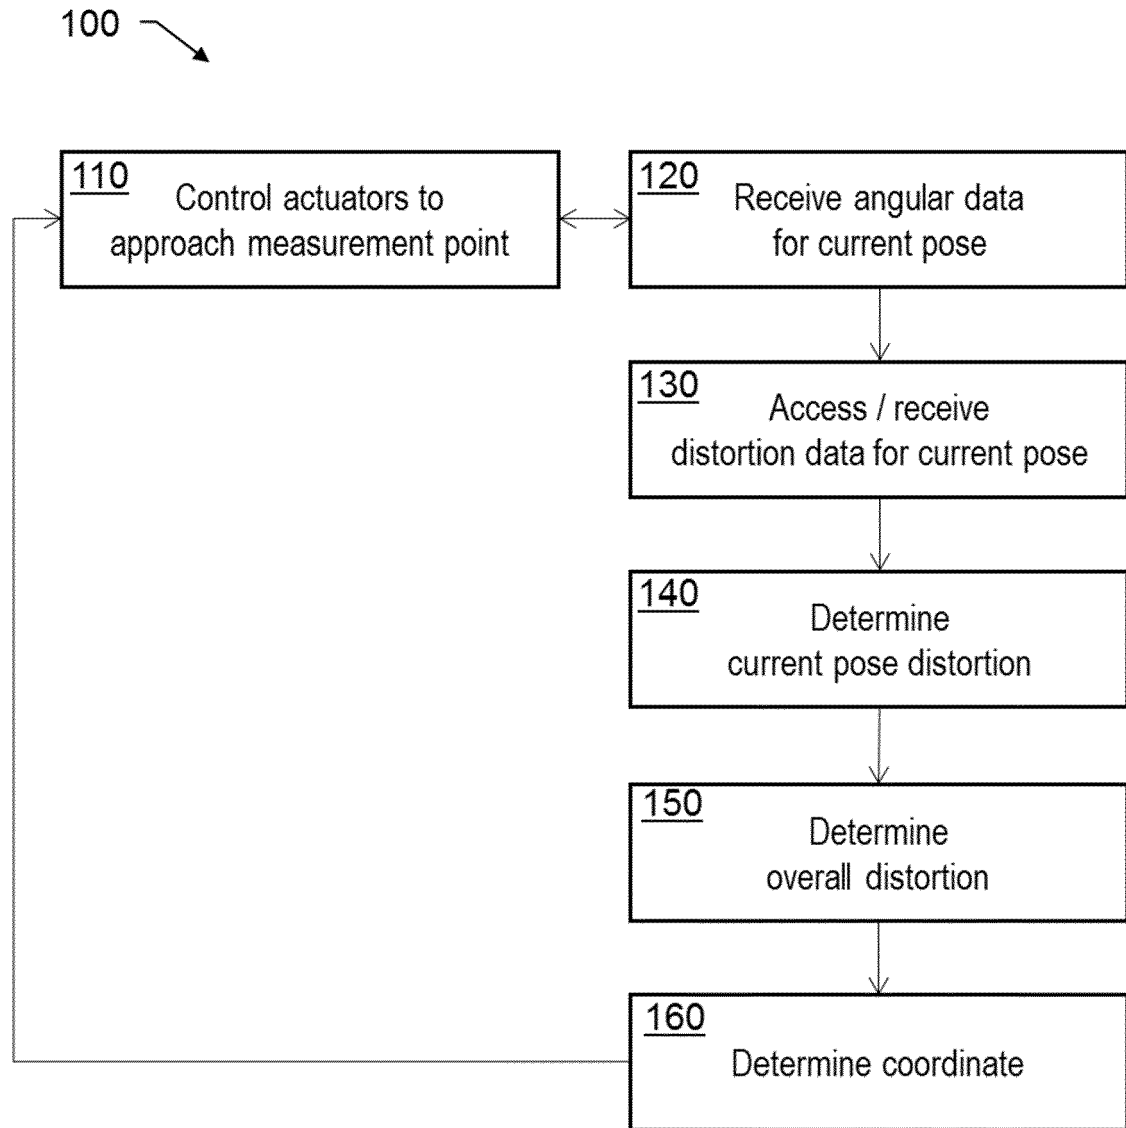 100
110
Control actuators to
approach measurement point
120
Receive angular data
for current pose
130
Access / receive
distortion data for current pose
140
Determine
current pose distortion
150
Determine
overall distortion
160
Determine coordinate